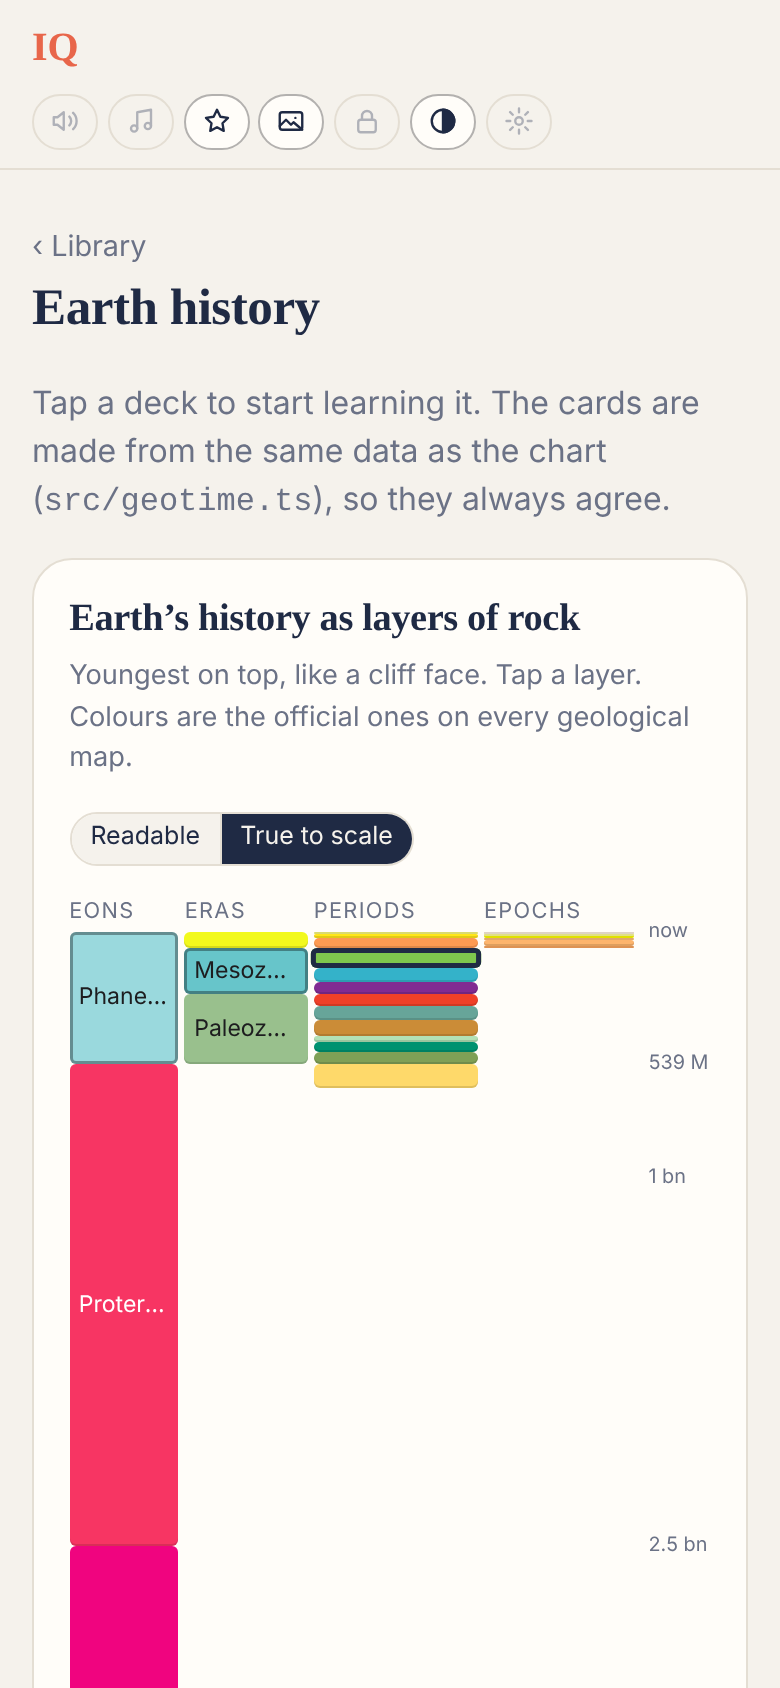 IQ
‹ Library
Earth history
Tap a deck to start learning it. The cards are
made from the same data as the chart
(src/geotime.ts), so they always agree.
Earth’s history as layers of rock
Youngest on top, like a cliff face. Tap a layer.
Colours are the official ones on every geological
map.
Readable True to scale
EONS ERAS PERIODS EPOCHS
now
Mesoz...
Phane...
Paleoz...
539 M
1 bn
Proter...
2.5 bn